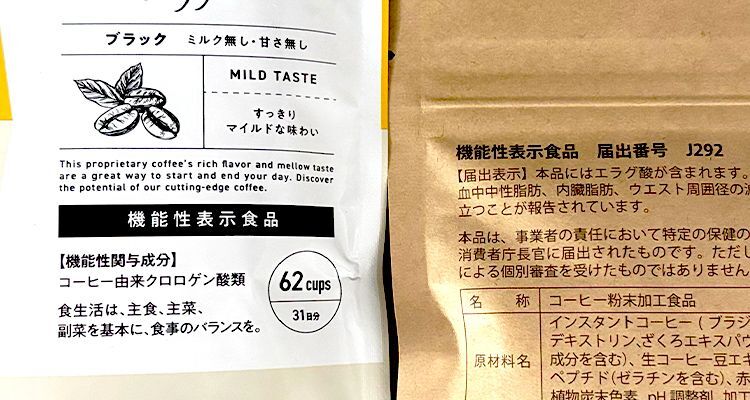 ブラック ミルク無し・甘さ無し
MILD TASTE
すっきり
マイルドな味わい
This proprietary coffee's rich flavor and mellow taste
are a great way to start and end your day. Discover
the potential of our cutting-edge coffee.
機能性表示食品
【機能性関与成分】
コーヒー由来クロロゲン酸類
食生活は、主食、主菜、
副菜を基本に、食事のバランスを。
62 cups
31日分
機能性表示食品 届出番号 J292
【届出表示】本品にはエラグ酸が含まれます。
血中中性脂肪、内臓脂肪、ウエスト周囲径の
立つことが報告されています。
本品は、事業者の責任において特定の保健の
消費者庁長官に届出されたものです。ただし
による個別審査を受けたものではありません
名 称 コーヒー粉末加工食品
原材料名
インスタントコーヒー ( ブラジ
デキストリン、ざくろエキスパウ
成分を含む)、生コーヒー豆エキ
ペプチド(ゼラチンを含む)、赤
植物炭末色素、pH 調整剤、加工